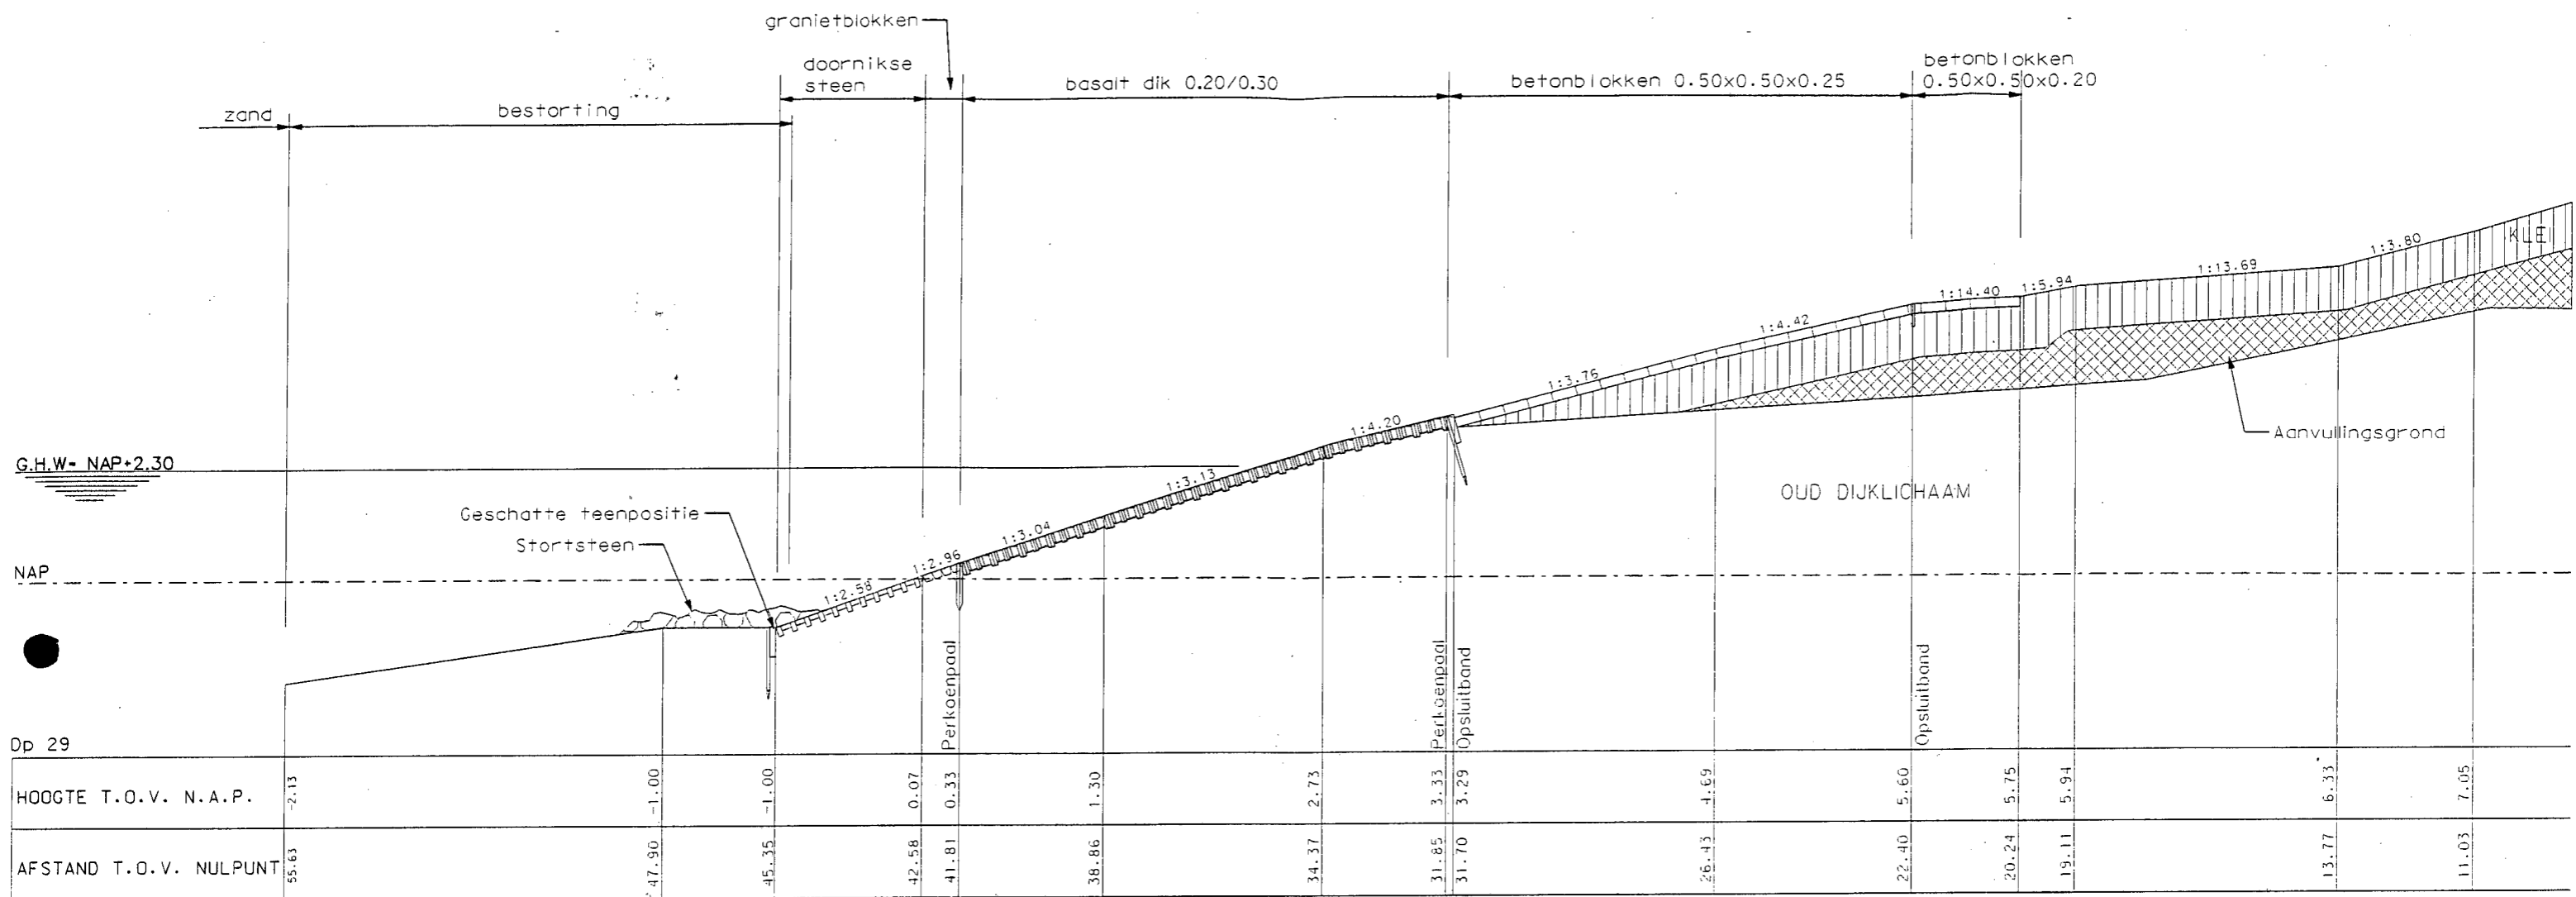 granietblokken
doornikse
steen
betonblokken
0.50x0.50x0.20
zand
bestorting
basalt dik 0.20/0.30
betonblokken 0.50x0.50x0.25
KLEI
1:3.80
1:13.69
1:5.94
1:14.40
1:4.42
1:3.76
1:4.20
1:3.13
1:3.04
1:2.96
1:2.58
Aanvullingsgrond
G.H.W= NAP+2.30
OUD DIJKLICHAAM
Geschatte teenpositie
Stortsteen
NAP
Perkoenpaal
Perkoenpaal
Opsluitband
Opsluitband
Dp 29
HOOGTE T.O.V. N.A.P. -2.13 -1.00 -1.00 0.07 0.33 1.30 2.73 3.33 3.29 4.69 5.60 5.75 5.94 6.33 7.05
AFSTAND T.O.V. NULPUNT 55.63 47.90 45.35 42.58 41.81 38.86 34.37 31.85 31.70 26.43 22.40 20.24 19.11 13.77 11.03